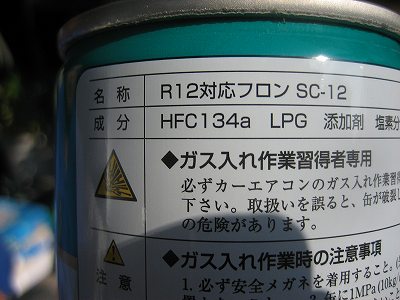 名称 R12対応フロン SC-12
成分 HFC134a LPG 添加剤 塩素分
◆ガス入れ作業習得者専用
必ずカーエアコンのガス入れ作業習得
下さい。取扱いを誤ると、缶が破裂し
の危険があります。
◆ガス入れ作業時の注意事項
注意
1. 必ず安全メガネを着用すること。
1MPa (10kg